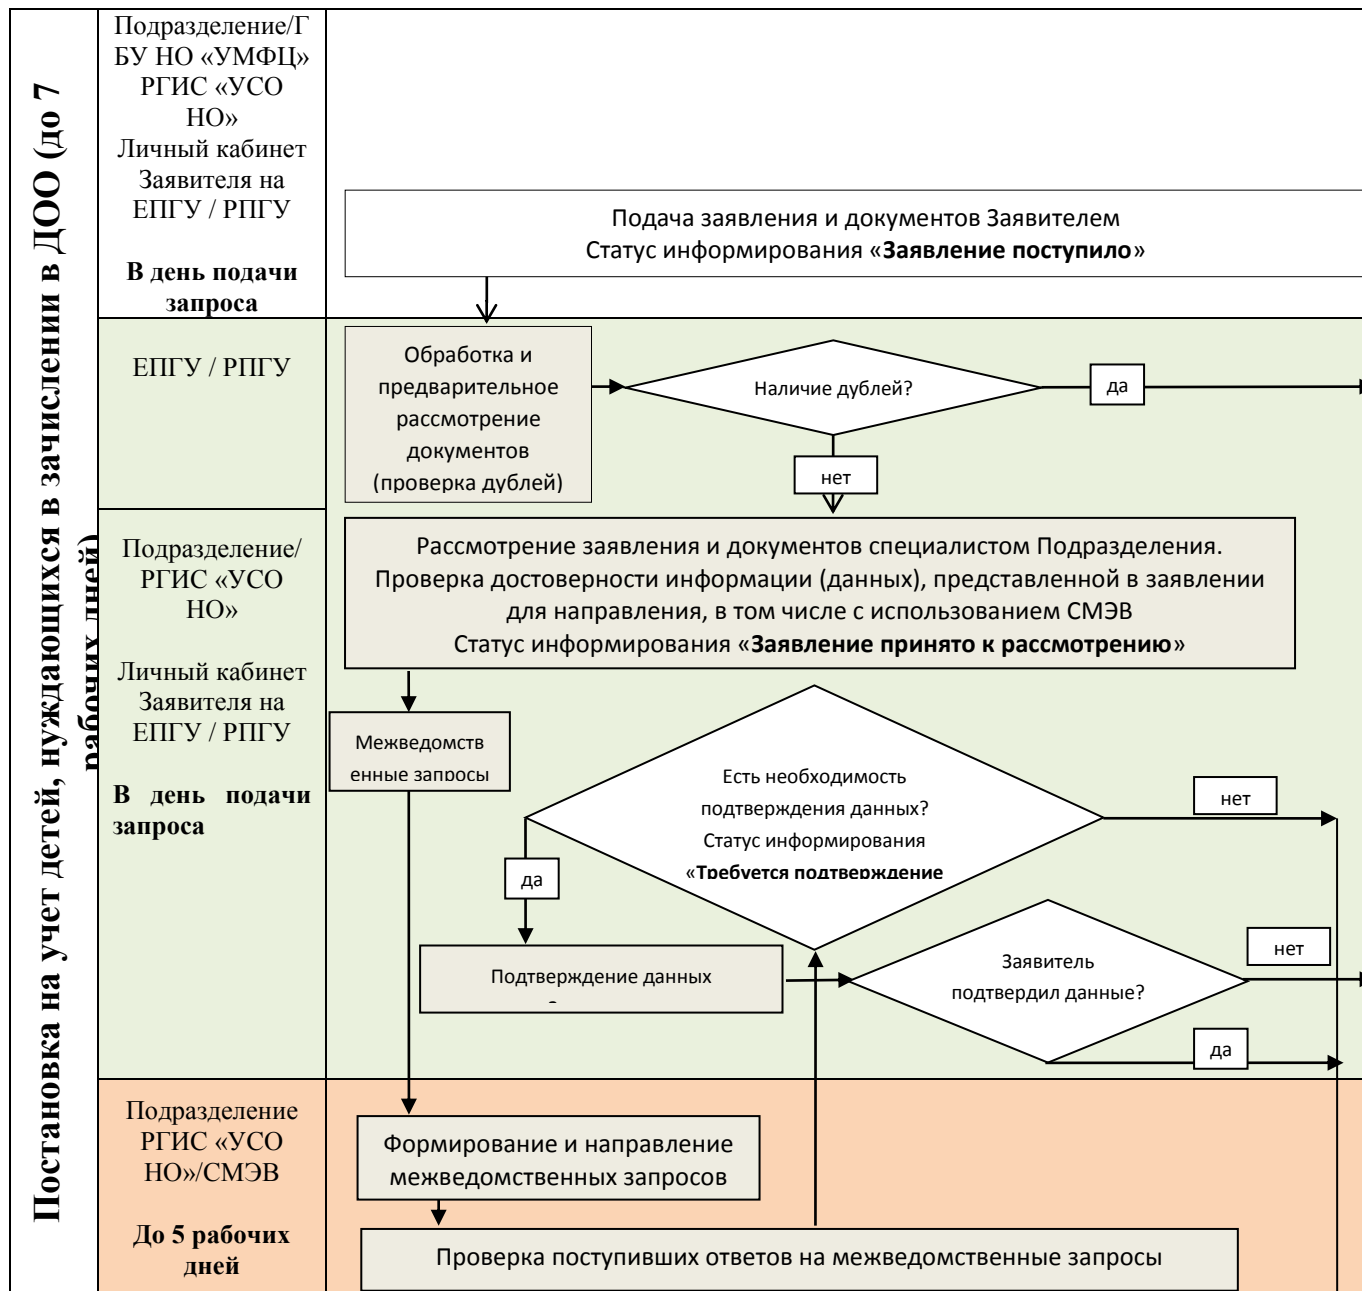 Постановка на учет детей, нуждающихся в зачислении в ДОО (до 7
рабочих дней)
Подразделение/Г
БУ НО «УМФЦ»
РГИС «УСО
НО»
Личный кабинет
Заявителя на
ЕПГУ / РПГУ
В день подачи
запроса
Подача заявления и документов Заявителем
Статус информирования «Заявление поступило»
ЕПГУ / РПГУ
Обработка и
предварительное
рассмотрение
документов
(проверка дублей)
Наличие дублей?
да
нет
Подразделение/
РГИС «УСО
НО»
Личный кабинет
Заявителя на
ЕПГУ / РПГУ
В день подачи
запроса
Рассмотрение заявления и документов специалистом Подразделения.
Проверка достоверности информации (данных), представленной в заявлении
для направления, в том числе с использованием СМЭВ
Статус информирования «Заявление принято к рассмотрению»
Межведомств
енные запросы
Есть необходимость
подтверждения данных?
Статус информирования
«Требуется подтверждение
нет
да
Подтверждение данных
Заявитель
подтвердил данные?
нет
да
Подразделение
РГИС «УСО
НО»/СМЭВ
До 5 рабочих
дней
Формирование и направление
межведомственных запросов
Проверка поступивших ответов на межведомственные запросы